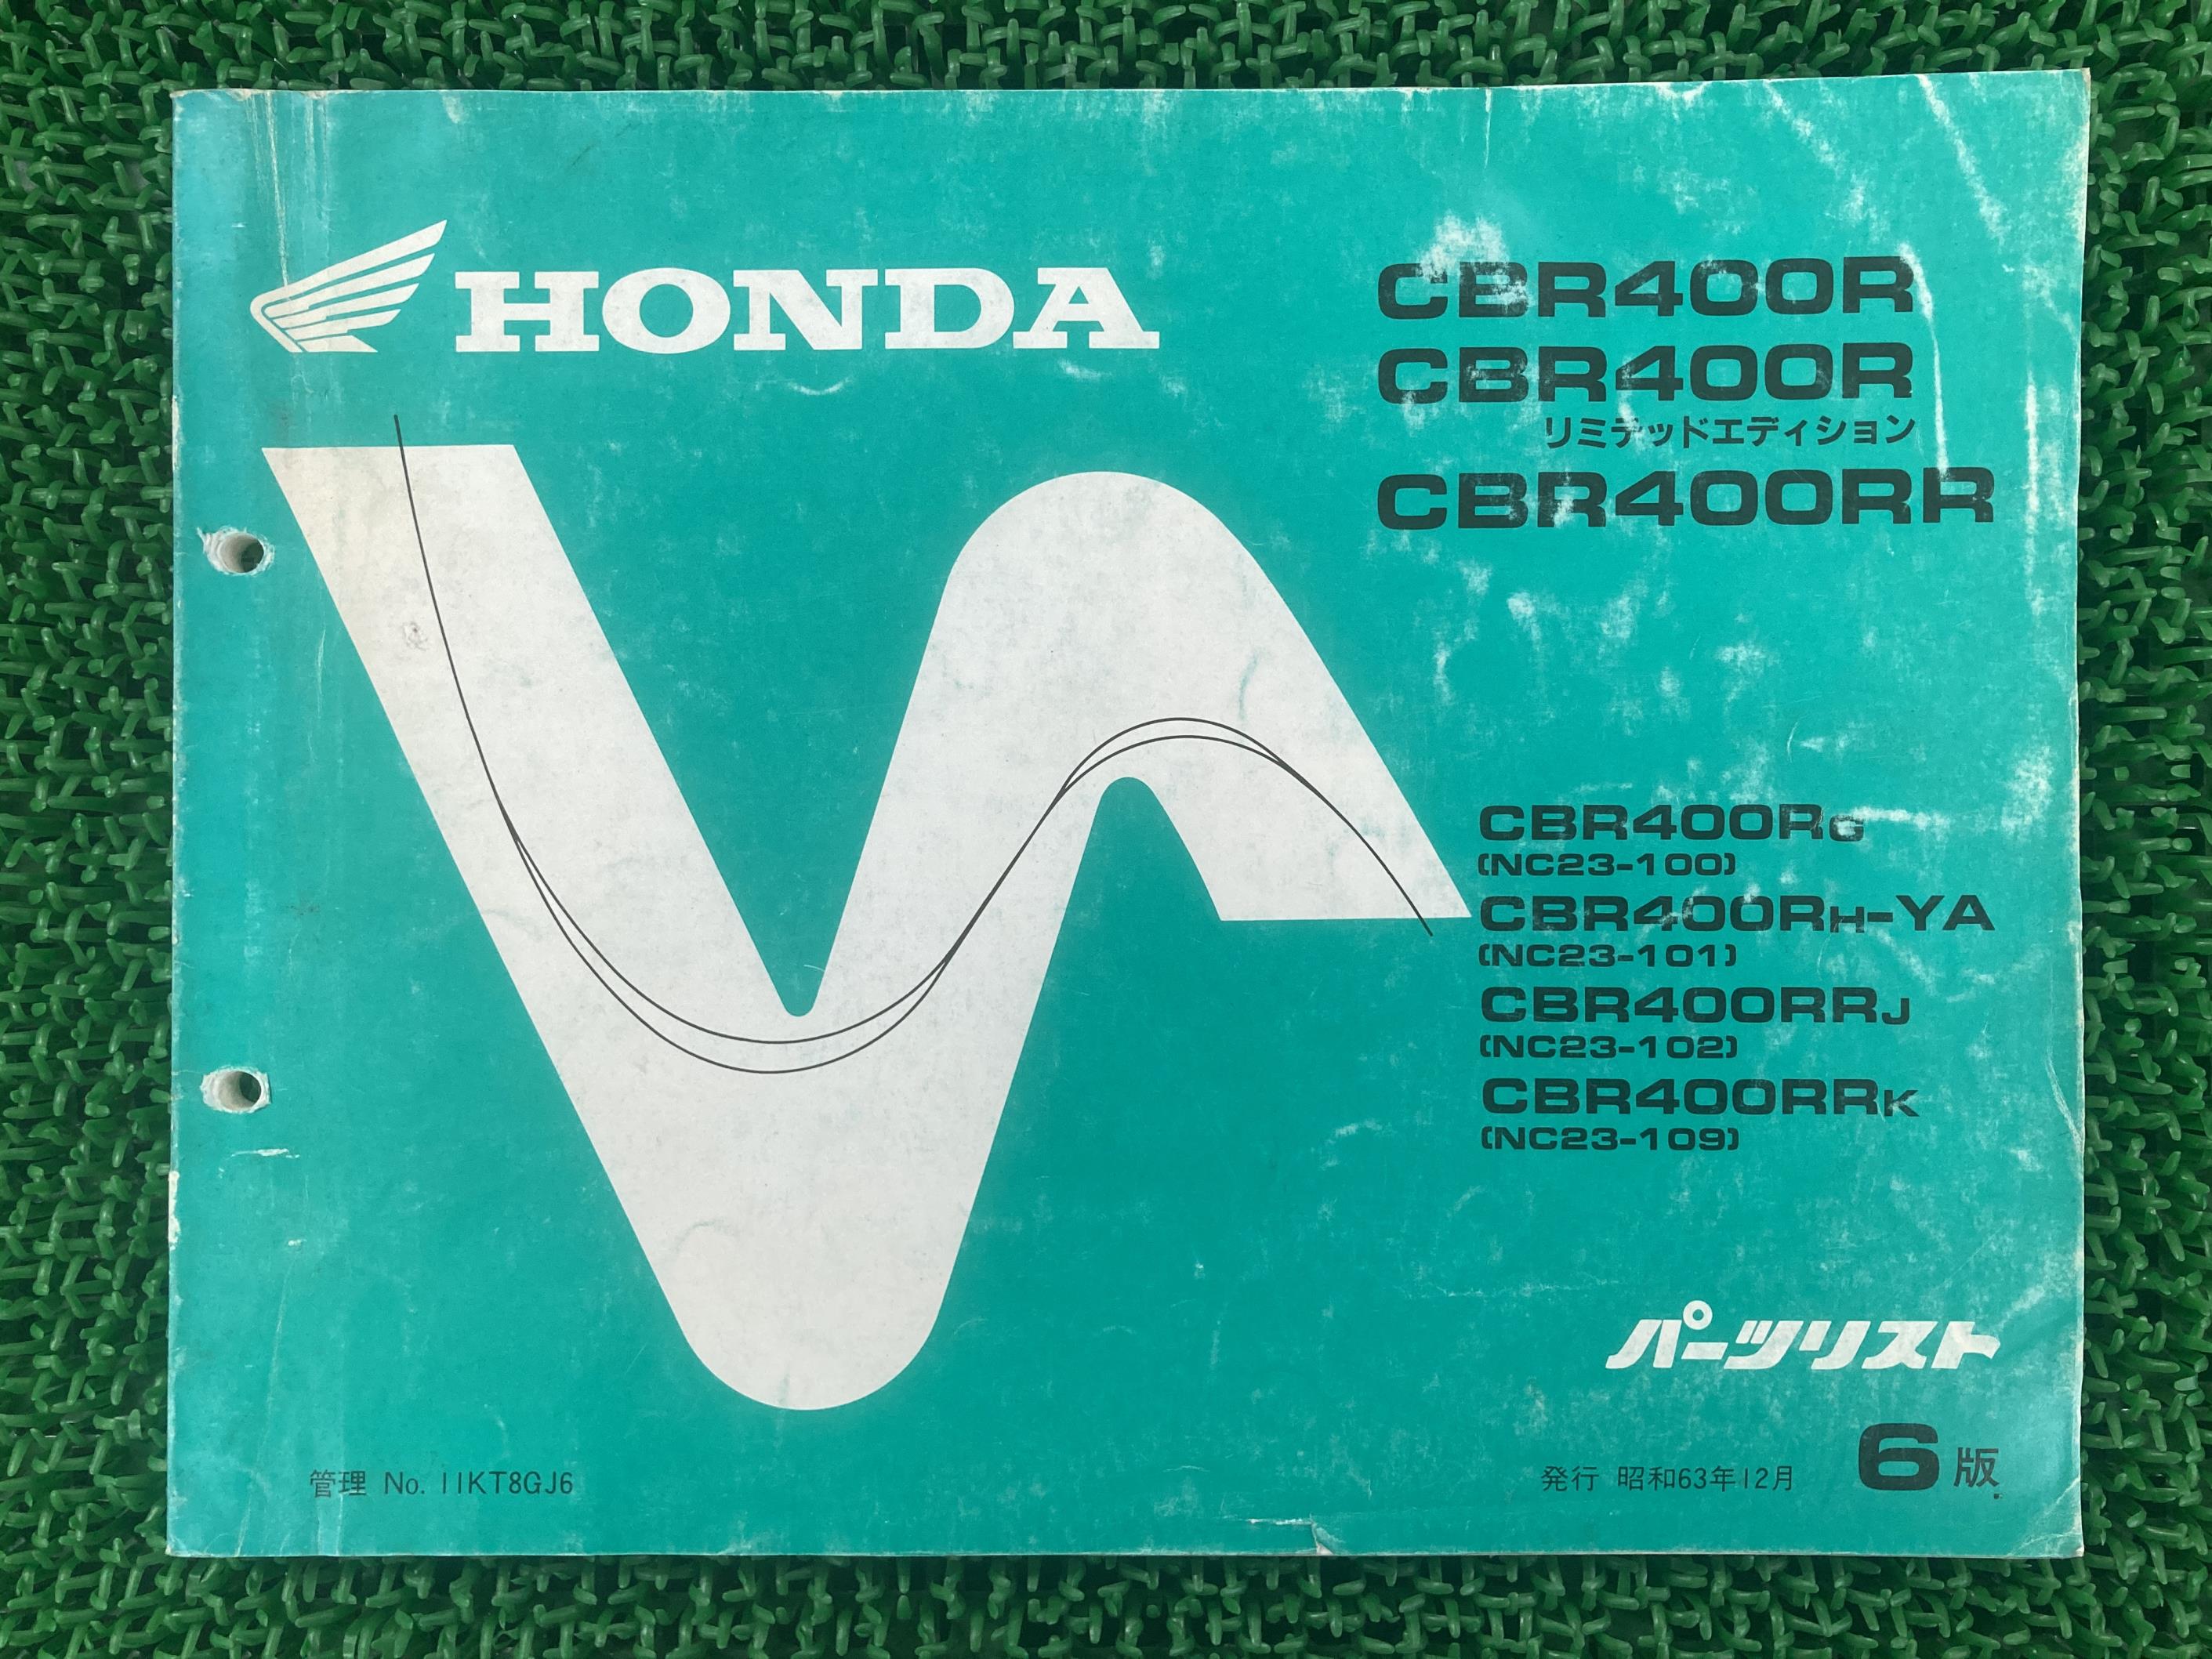 HONDA
CBR400R
CBR400R
リミテッドエディション
CBR400RR
CBR400RG
(NC23-100)
CBR400RH-YA
(NC23-101)
CBR400RRJ
(NC23-102)
CBR400RRK
(NC23-109)
パーツリスト
管理 No. 11KT8GJ6
発行 昭和63年12月 6版